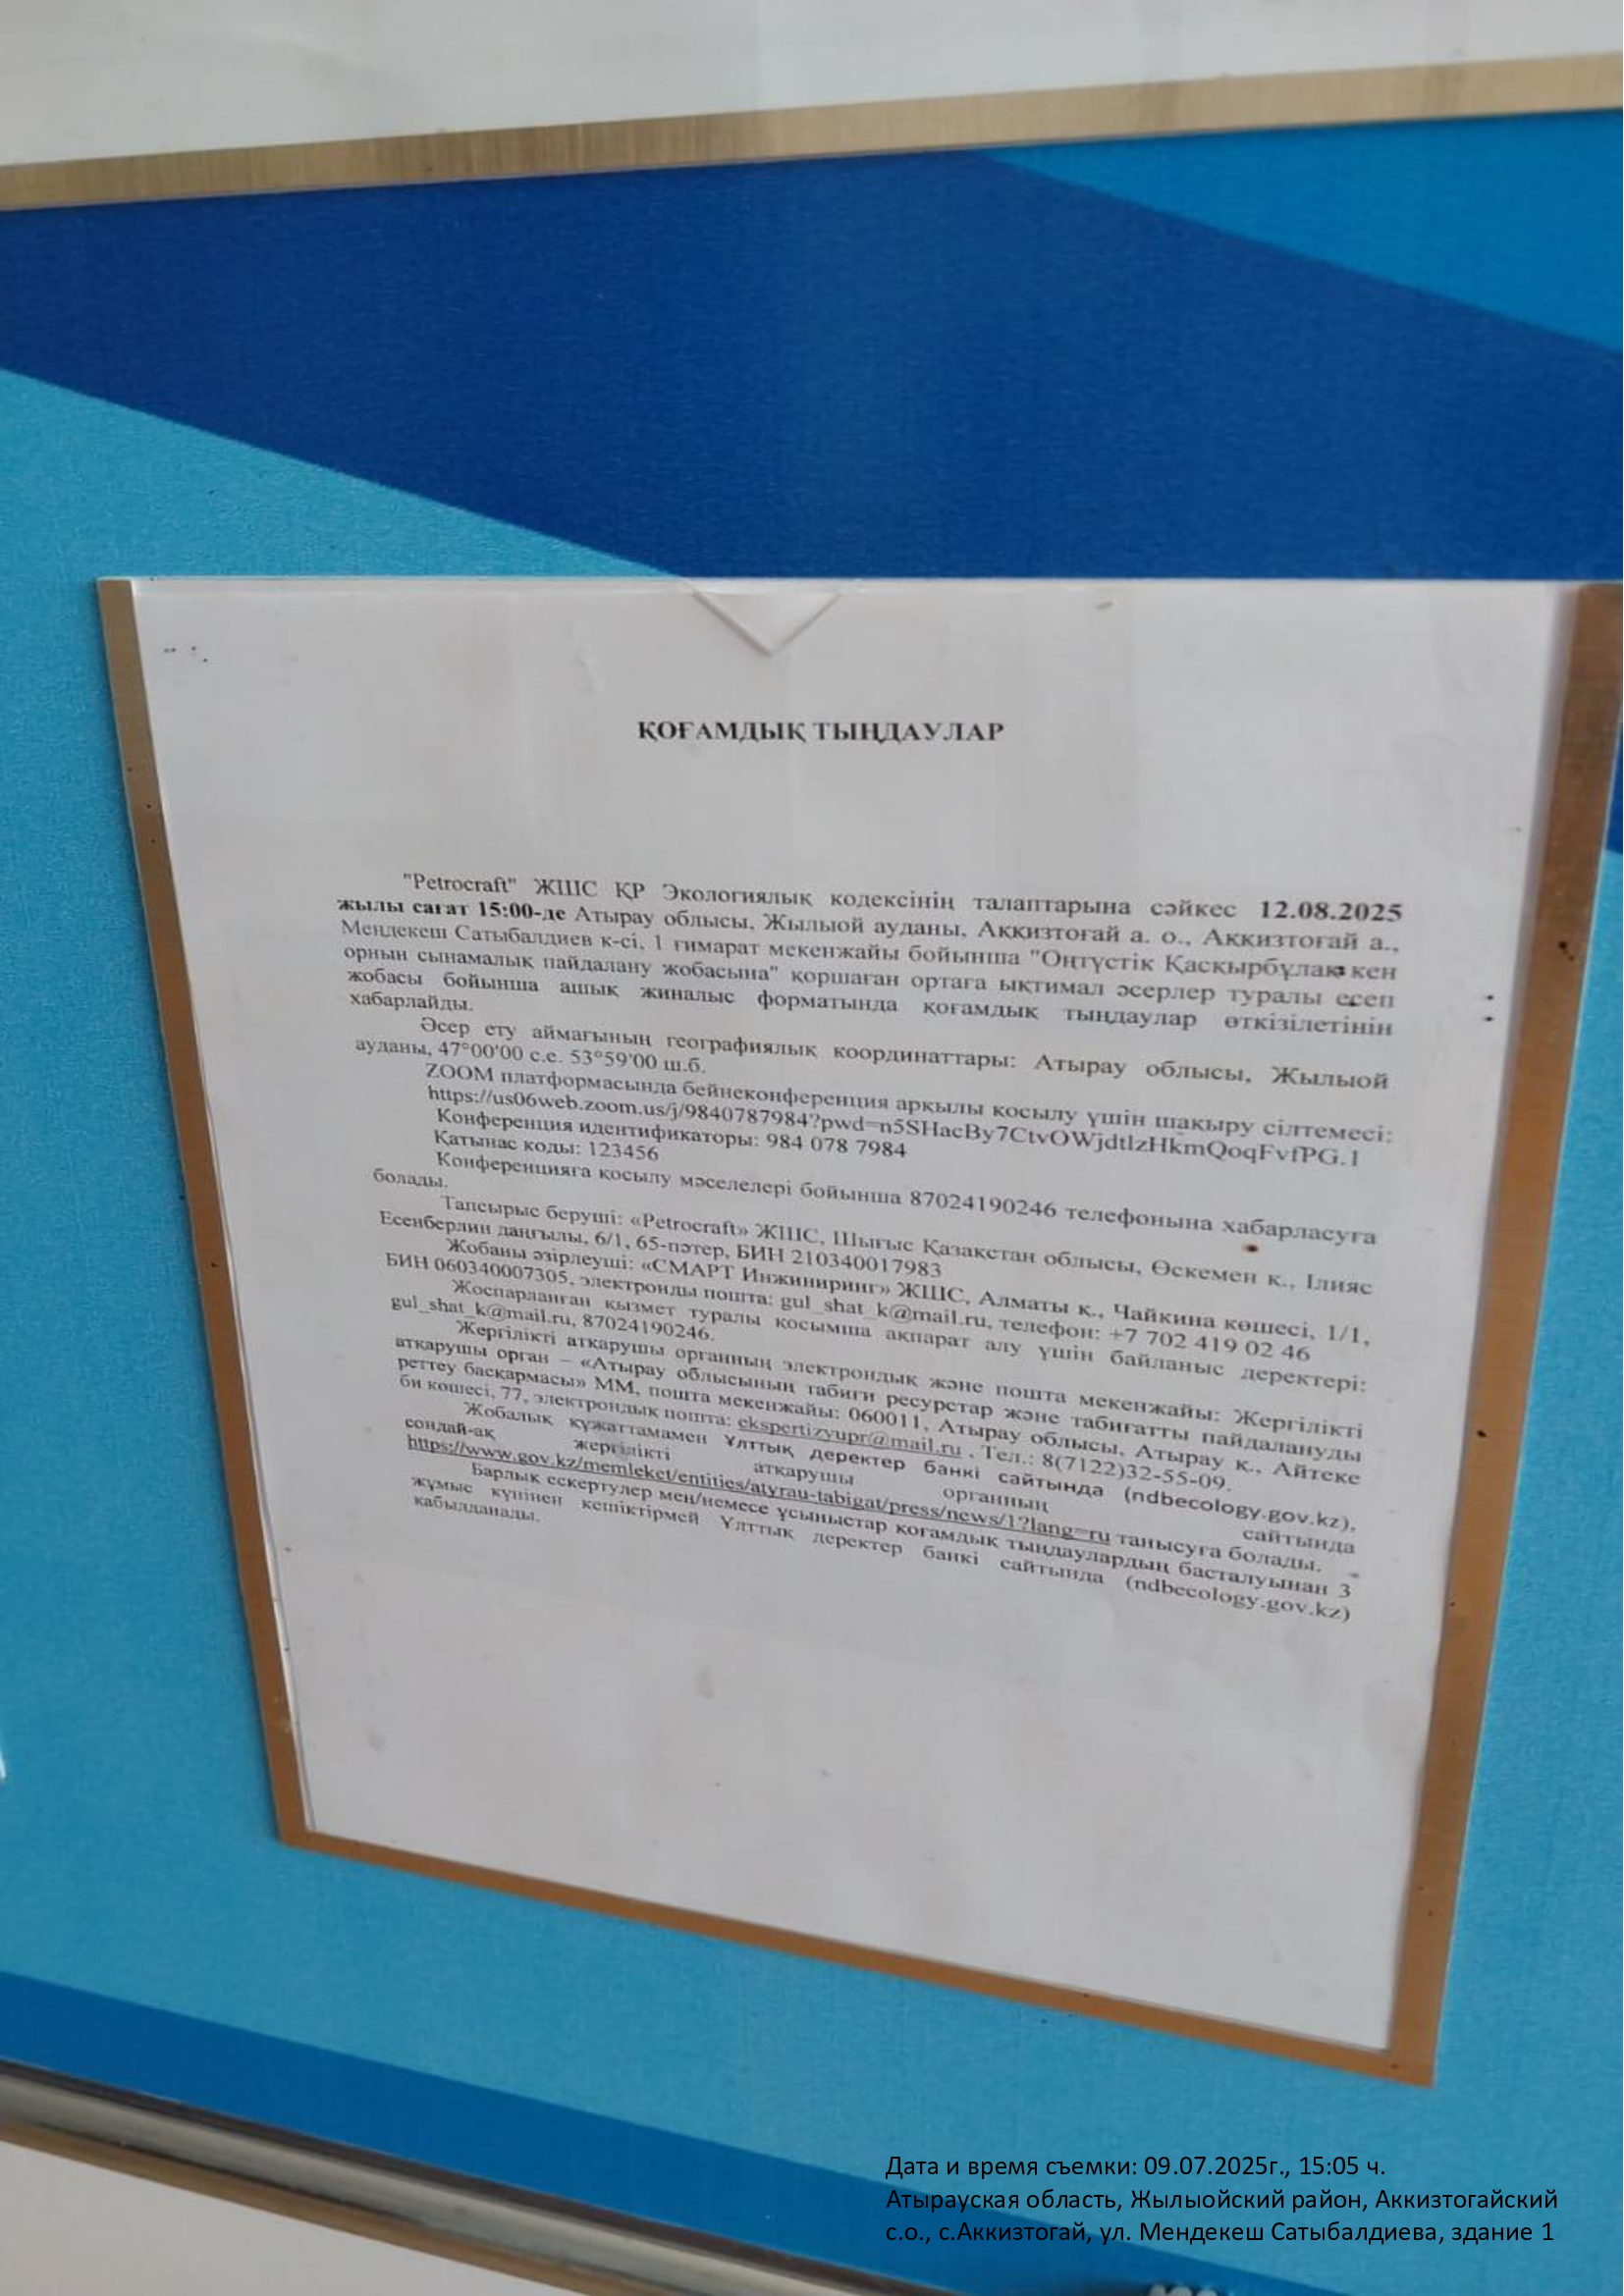 ҚОҒАМДЫҚ ТЫҢДАУЛАР
"Petrocraft" ЖШС ҚР Экологиялық кодексінің талаптарына сәйкес 12.08.2025
жылы сағат 15:00-де Атырау облысы, Жылыой ауданы, Аққизтоғай а. о., Аққизтоғай а.,
Меңдекеш Сатыбалдиев к-сі, 1 ғимарат мекенжайы бойынша "Оңтүстік Қасқырбұлақ кен
орнын сынамалық пайдалану жобасына" қоршаған ортаға ықтимал әсерлер туралы есеп
жобасы бойынша ашық жиналыс форматында қоғамдық тыңдаулар өткізілетінін
хабарлайды.
Әсер ету аймағының географиялық координаттары: Атырау облысы, Жылыой
ауданы, 47°00'00 с.е. 53°59'00 ш.б.
ZOOM платформасында бейнеконференция арқылы қосылу үшін шақыру сілтемесі:
https://us06web.zoom.us/j/9840787984?pwd=n5SHacBy7CtvOWjdtlzHkmQoqFvfPG.1
Конференция идентификаторы: 984 078 7984
Қатынас коды: 123456
Конференцияға қосылу мәселелері бойынша 87024190246 телефонына хабарласуға
болады.
Тапсырыс беруші: «Petrocraft» ЖШС, Шығыс Қазақстан облысы, Өскемен қ., Ілияс
Есенберлин даңғылы, 6/1, 65-пәтер, БИН 210340017983
Жобаны әзірлеуші: «СМАРТ Инжиниринг» ЖШС, Алматы қ., Чайкина көшесі, 1/1,
БИН 060340007305, электронды пошта: gul_shat_k@mail.ru, телефон: +7 702 419 02 46
Жоспарланған қызмет туралы қосымша ақпарат алу үшін байланыс деректері:
gul_shat_k@mail.ru, 87024190246.
Жергілікті атқарушы органның электрондық және пошта мекенжайы: Жергілікті
атқарушы орган – «Атырау облысының табиғи ресурстар және табиғатты пайдалануды
реттеу басқармасы» ММ, пошта мекенжайы: 060011, Атырау облысы, Атырау қ., Айтеке
би көшесі, 77, электрондық пошта: ekspertizyupr@mail.ru , Тел.: 8(7122)32-55-09.
Жобалық құжаттамамен Ұлттық деректер банкі сайтында (ndbecology.gov.kz),
сондай-ақ жергілікті атқарушы органның сайтында
https://www.gov.kz/memleket/entities/atyrau-tabigat/press/news/1?lang=ru танысуға болады.
Барлық ескертулер мен/немесе ұсыныстар қоғамдық тыңдаулардың басталуынан 3
жұмыс күнінен кешіктірмей Ұлттық деректер банкі сайтында (ndbecology.gov.kz)
қабылданады.
Дата и время съемки: 09.07.2025г., 15:05 ч.
Атырауская область, Жылыойский район, Аккизтогайский
с.о., с.Аккизтогай, ул. Мендекеш Сатыбалдиева, здание 1